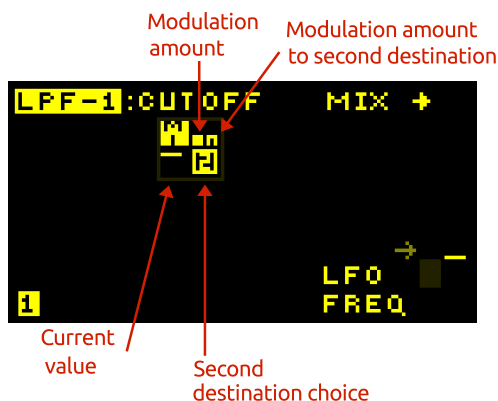 Modulation
amount
Modulation amount
to second destination
LPF-1:CUTOFF MIX →
LFO
FREQ
1
Current
value
Second
destination choice